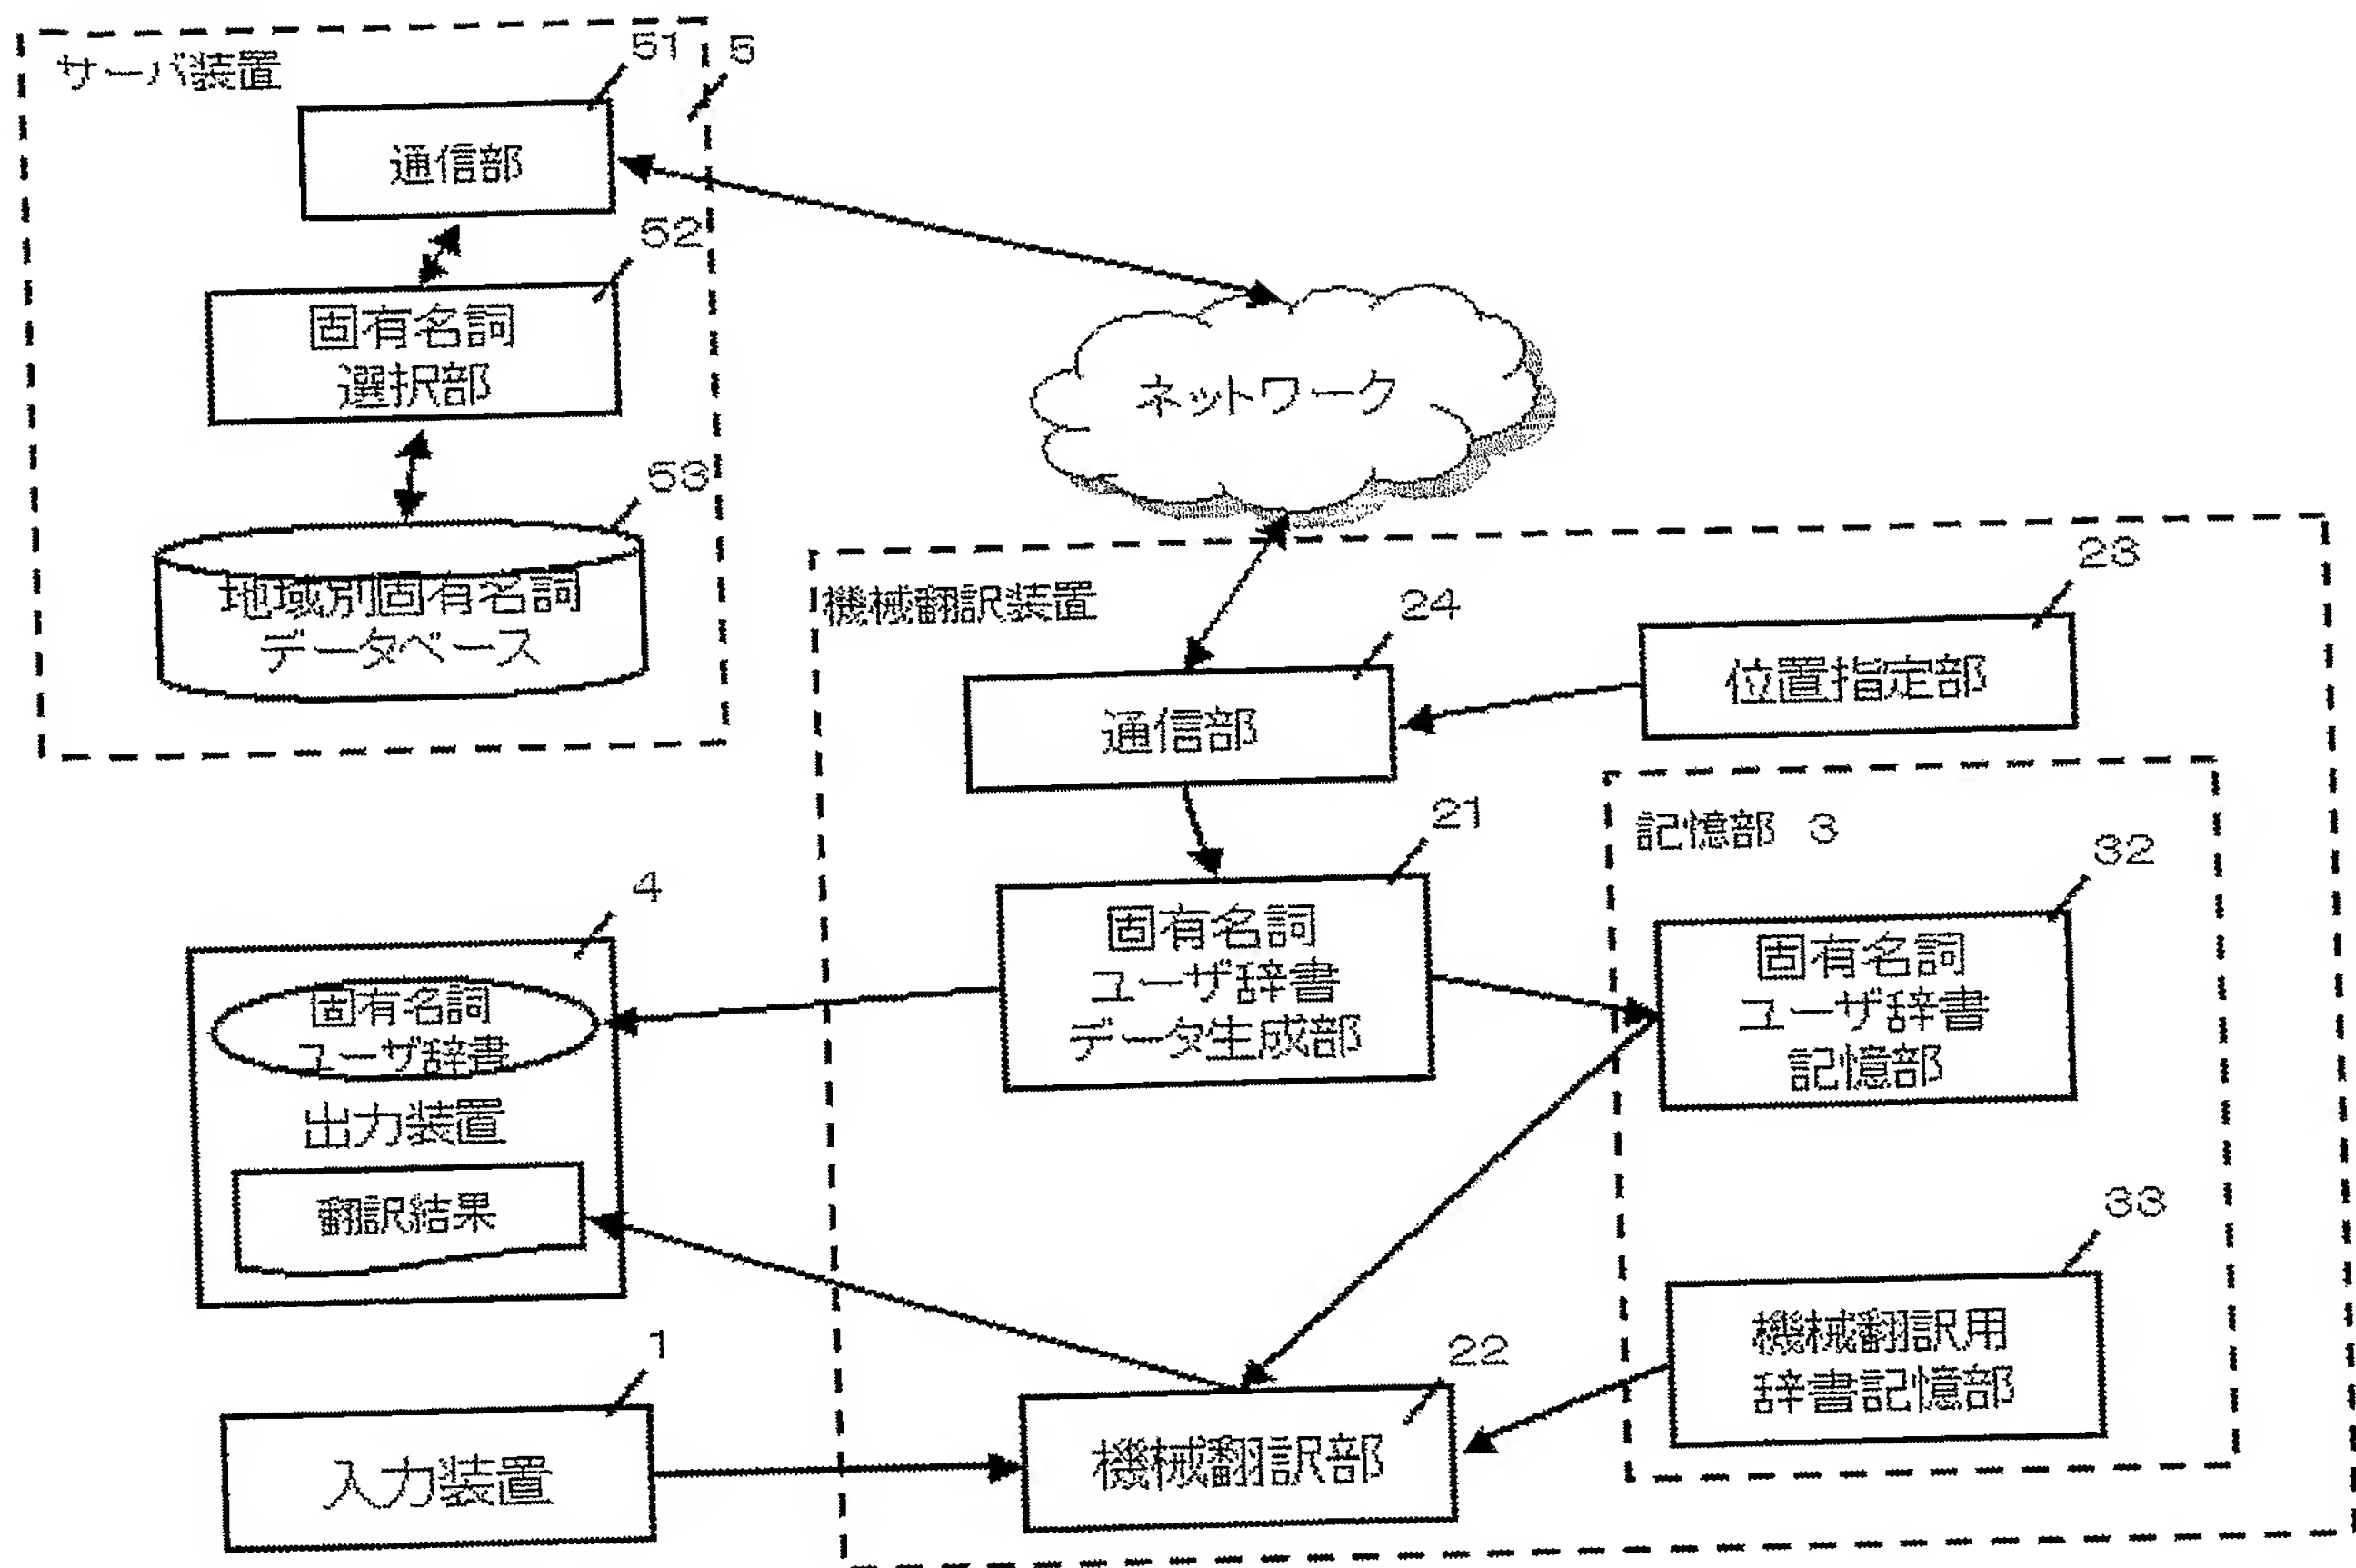 サーバ装置
51
5
通信部
52
固有名詞
選択部
53
地域別固有名詞
データベース
ネットワーク
機械翻訳装置
24
23
通信部
位置指定部
21
記憶部 3
32
固有名詞
ユーザ辞書
データ生成部
固有名詞
ユーザ辞書
記憶部
4
固有名詞
ユーザ辞書
出力装置
翻訳結果
33
機械翻訳用
辞書記憶部
1
入力装置
22
機械翻訳部